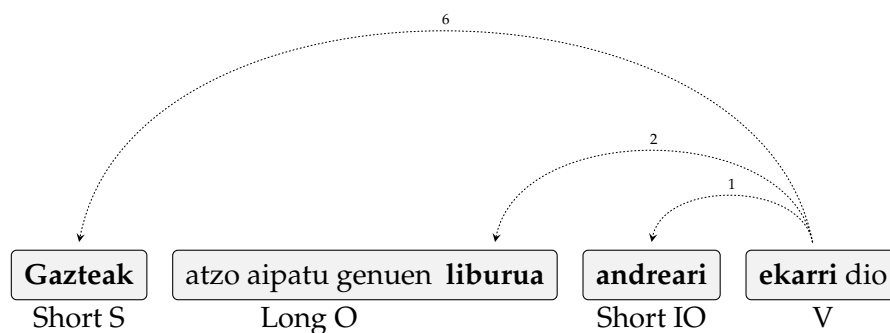 6
2
1
Gazteak atzo aipatu genuen liburua andreari ekarri dio
Short S Long O Short IO V